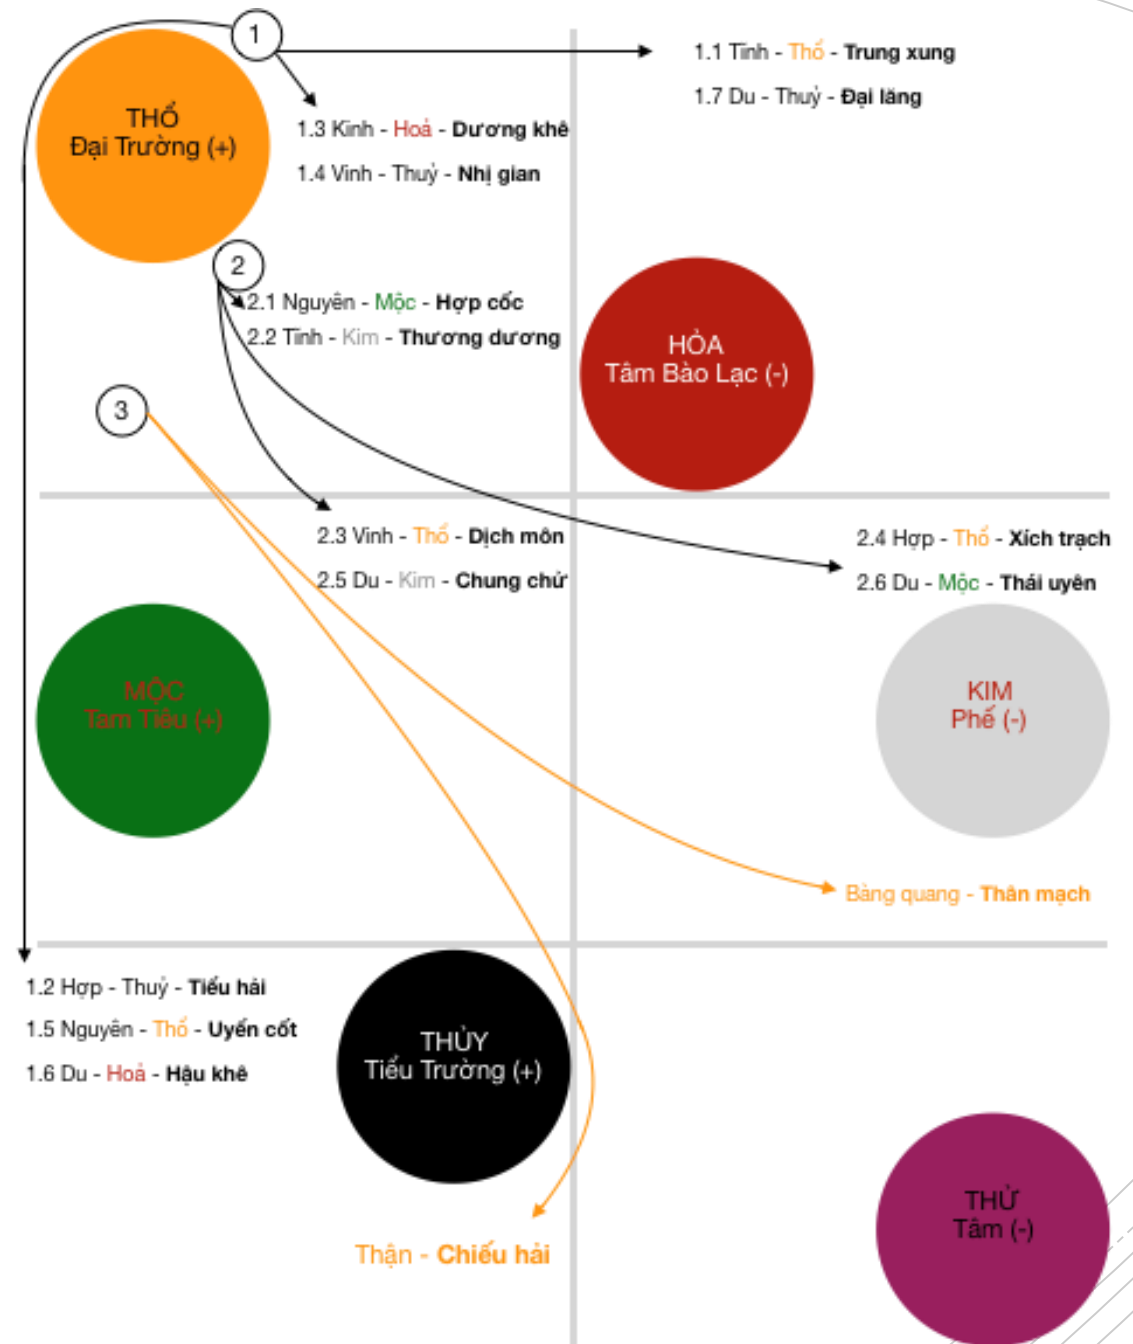 1
1.1 Tĩnh - Thổ - Trung xung
1.7 Du - Thuỷ - Đại lăng
THỔ
Đại Trường (+)
1.3 Kinh - Hoả - Dương khê
1.4 Vinh - Thuỷ - Nhị gian
2
2.1 Nguyên - Mộc - Hợp cốc
2.2 Tĩnh - Kim - Thương dương
HỎA
Tâm Bào Lạc (-)
3
2.3 Vinh - Thổ - Dịch môn
2.5 Du - Kim - Chung chử
2.4 Hợp - Thổ - Xích trạch
2.6 Du - Mộc - Thái uyên
MỘC
Tam Tiêu (+)
KIM
Phế (-)
Bàng quang - Thân mạch
1.2 Hợp - Thuỷ - Tiểu hải
1.5 Nguyên - Thổ - Uyển cốt
1.6 Du - Hoả - Hậu khê
THỦY
Tiểu Trường (+)
THỬ
Tâm (-)
Thận - Chiếu hải